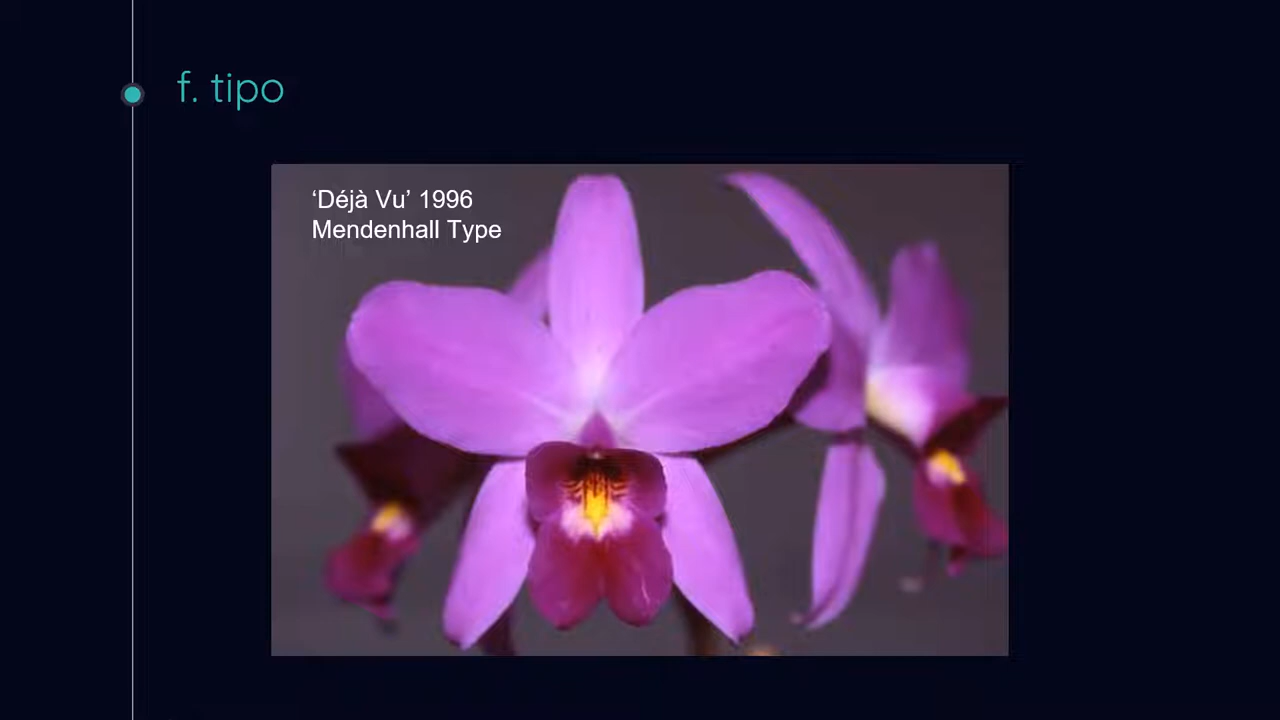 f. tipo
‘Déjà Vu’ 1996
Mendenhall Type